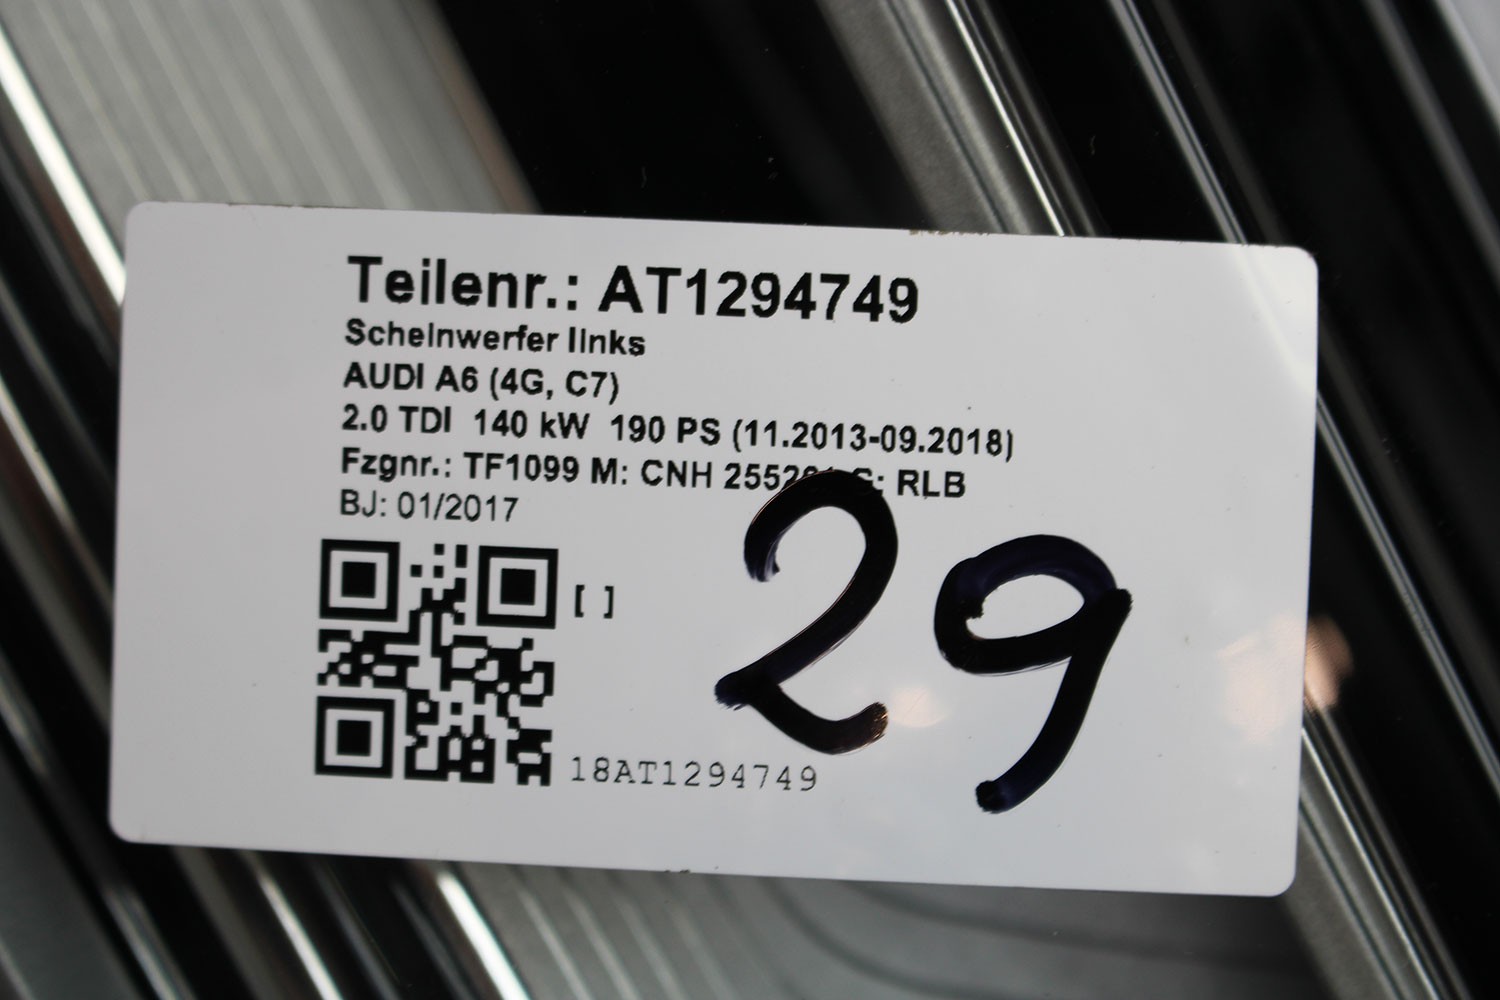 Teilenr.: AT1294749
Scheinwerfer links
AUDI A6 (4G, C7)
2.0 TDI 140 kW 190 PS (11.2013-09.2018)
Fzgnr.: TF1099 M: CNH RLB
BJ: 01/2017
[ ]
29
18AT1294749